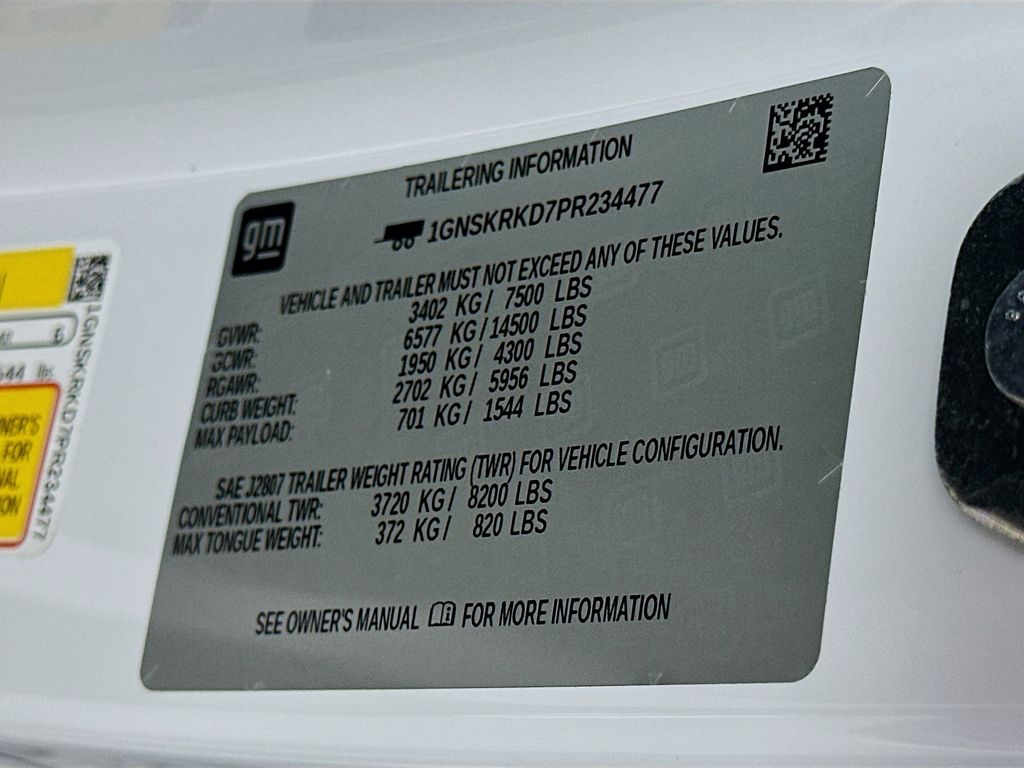 TRAILERING INFORMATION
gm
1GNSKRKD7PR234477
VEHICLE AND TRAILER MUST NOT EXCEED ANY OF THESE VALUES.
GVWR: 3402 KG/ 7500 LBS
GCWR: 6577 KG/14500 LBS
RGAWR: 1950 KG/ 4300 LBS
CURB WEIGHT: 2702 KG/ 5956 LBS
MAX PAYLOAD: 701 KG/ 1544 LBS
SAE J2807 TRAILER WEIGHT RATING (TWR) FOR VEHICLE CONFIGURATION.
CONVENTIONAL TWR: 3720 KG/ 8200 LBS
MAX TONGUE WEIGHT: 372 KG/ 820 LBS
SEE OWNER'S MANUAL FOR MORE INFORMATION
1GNSKRKD7PR234477
lbs
FOR